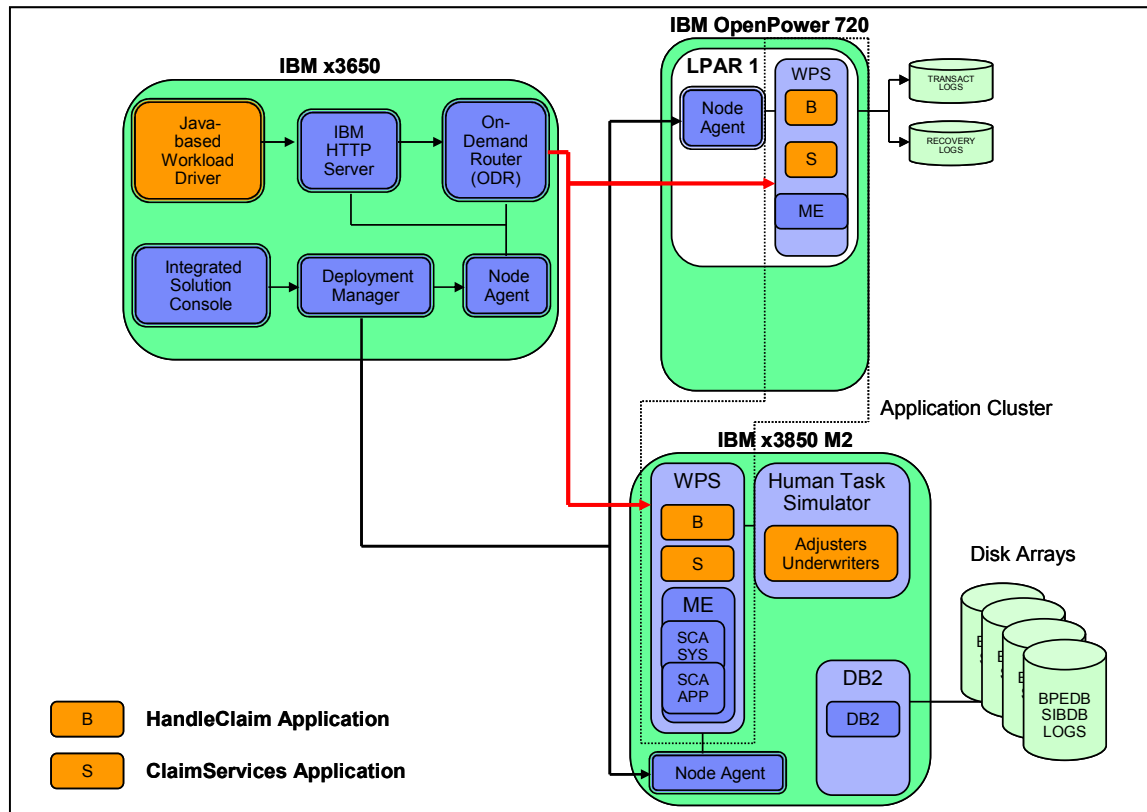 IBM OpenPower 720
IBM x3650
LPAR 1
WPS
Java-
based
Workload
Driver
IBM
HTTP
Server
On-
Demand
Router
(ODR)
Node
Agent
B
S
ME
TRANSACT
LOGS
RECOVERY
LOGS
Integrated
Solution
Console
Deployment
Manager
Node
Agent
Application Cluster
IBM x3850 M2
WPS
B
S
ME
SCA
SYS
SCA
APP
Human Task
Simulator
Adjusters
Underwriters
Disk Arrays
DB2
DB2
BPEDB
SIBDB
LOGS
Node Agent
B
HandleClaim Application
S
ClaimServices Application